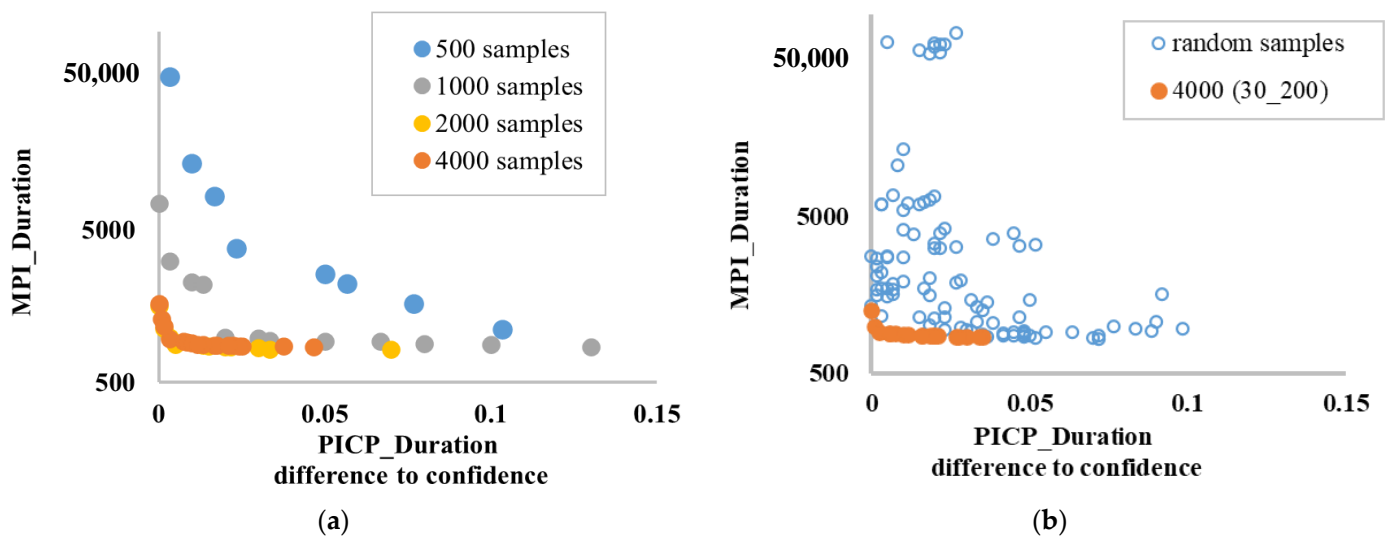 500 samples
1000 samples
2000 samples
4000 samples
50,000
5000
500
MPI_Duration
0
0.05
0.1
0.15
PICP_Duration
difference to confidence
(a)
random samples
4000 (30_200)
50,000
5000
500
MPI_Duration
0
0.05
0.1
0.15
PICP_Duration
difference to confidence
(b)